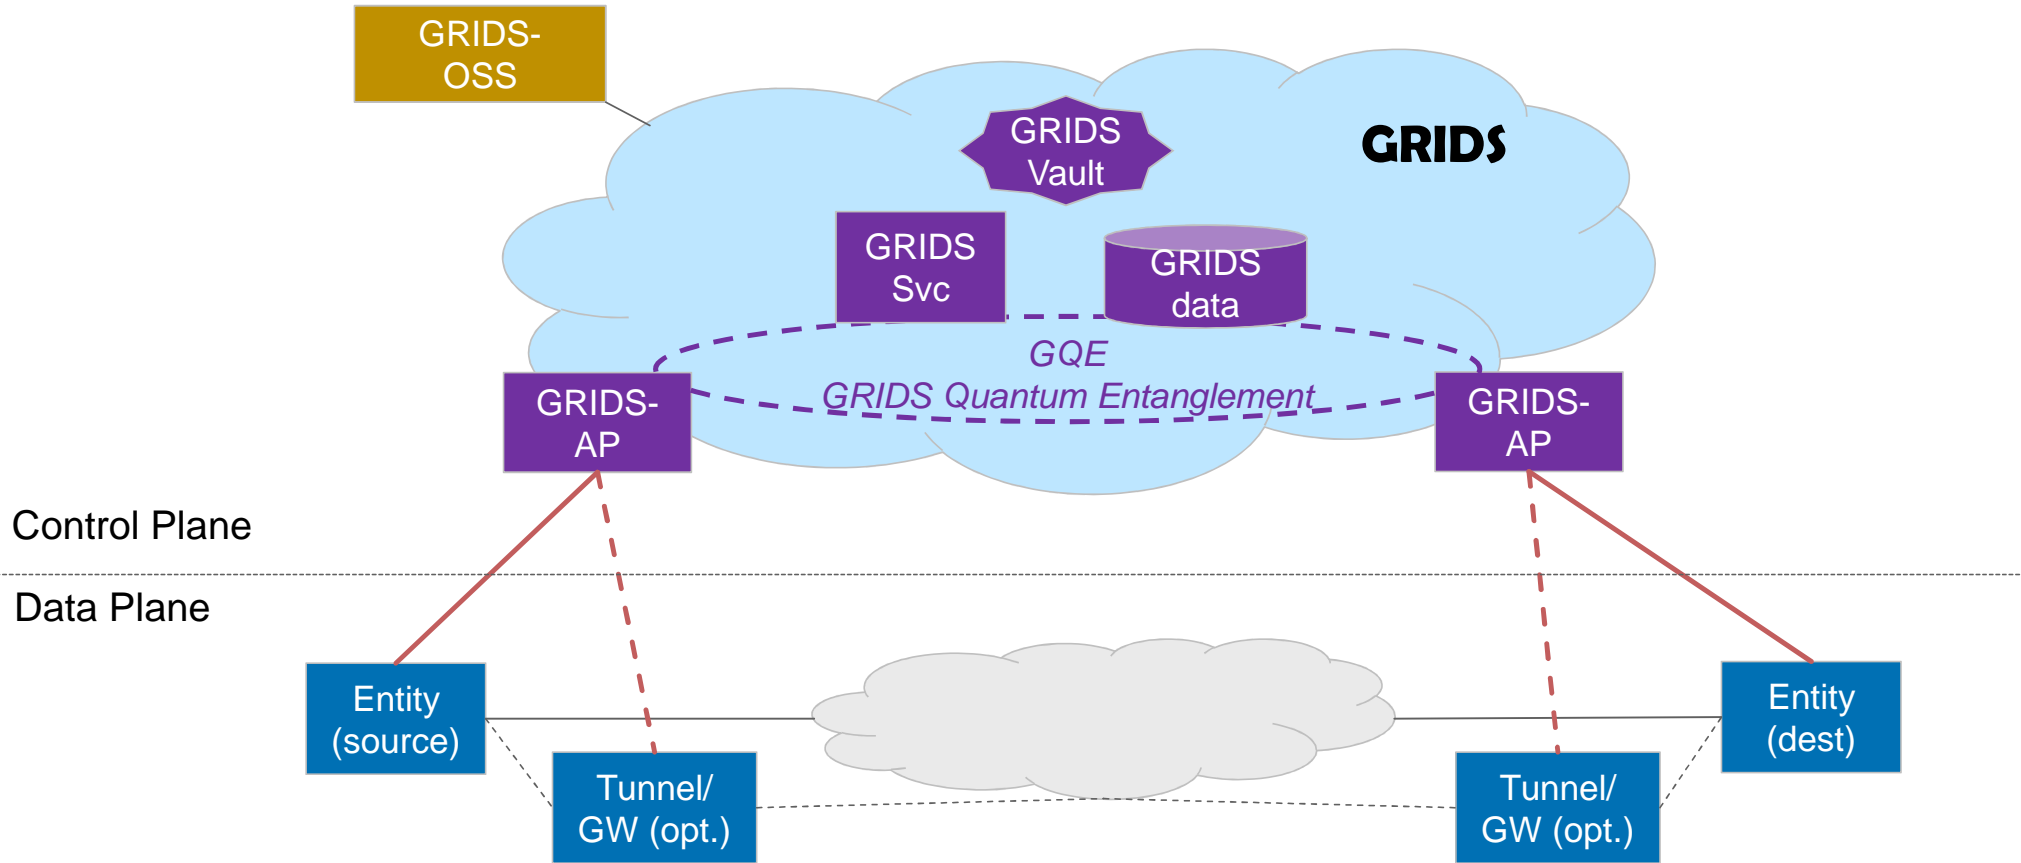 GRIDS-
OSS
GRIDS
Vault
GRIDS
GRIDS
Svc
GRIDS
data
GQE
GRIDS Quantum Entanglement
GRIDS-
AP
GRIDS-
AP
Control Plane
Data Plane
Entity
(source)
Entity
(dest)
Tunnel/
GW (opt.)
Tunnel/
GW (opt.)